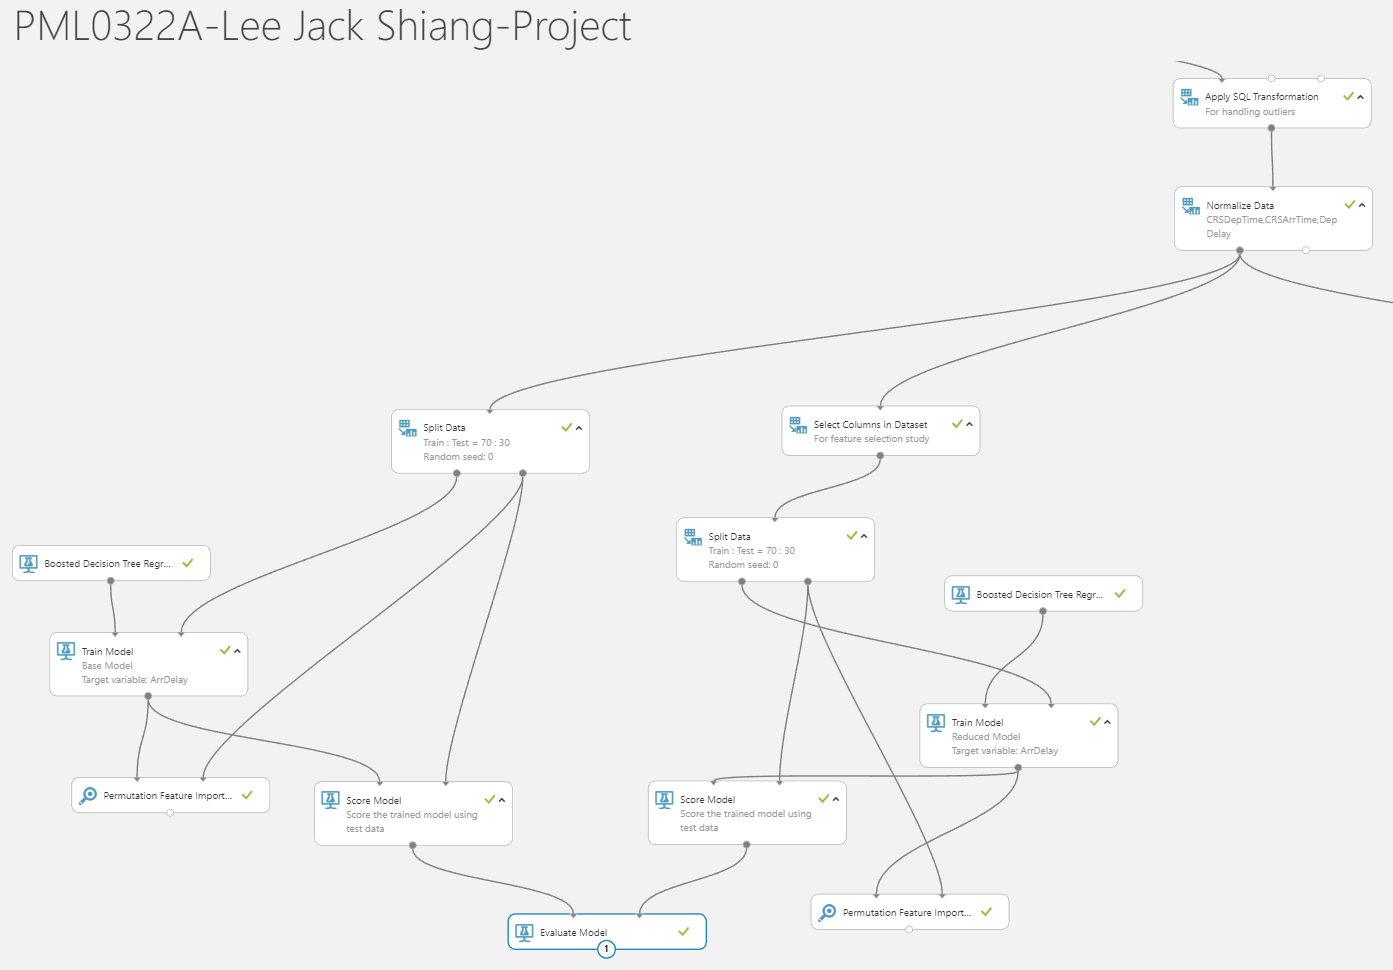 PML0322A-Lee Jack Shiang-Project
Apply SQL Transformation
For handling outliers
Normalize Data
CRSDepTime,CRSArrTime,Dep
Delay
Split Data
Train : Test = 70 : 30
Random seed: 0
Select Columns in Dataset
For feature selection study
Split Data
Train : Test = 70 : 30
Random seed: 0
Boosted Decision Tree Regr...
Boosted Decision Tree Regr...
Train Model
Base Model
Target variable: ArrDelay
Train Model
Reduced Model
Target variable: ArrDelay
Permutation Feature Import...
Score Model
Score the trained model using
test data
Score Model
Score the trained model using
test data
Permutation Feature Import...
Evaluate Model
1